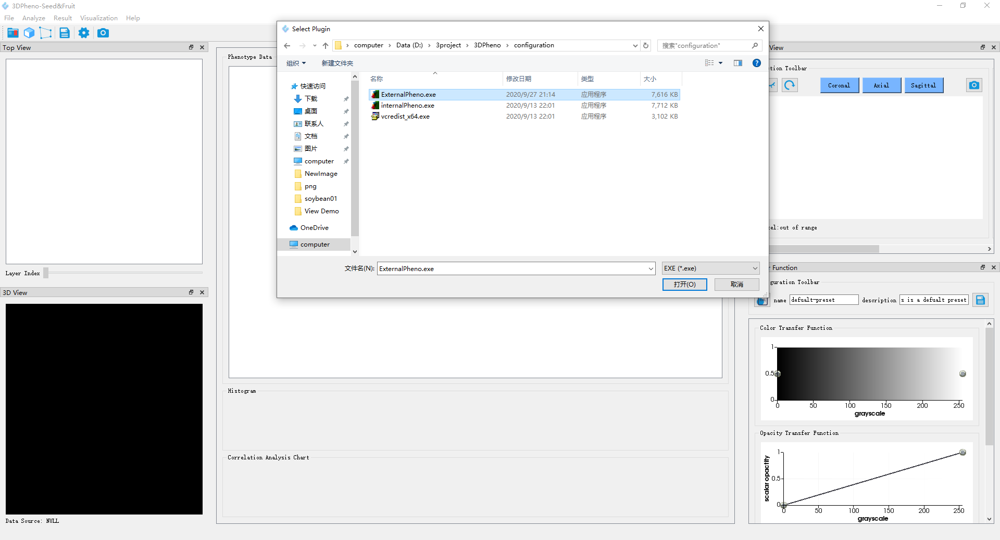 3DPheno-Seed&Fruit
File Analyze Result Visualization Help
Top View
Layer Index
3D View
Data Source: NULL
Phenotype Data
Histogram
Correlation Analysis Chart
Select Plugin
computer Data (D:) 3project 3DPheno configuration
搜索"configuration"
组织 新建文件夹
快速访问
下载
桌面
联系人
文档
图片
computer
NewImage
png
soybean01
View Demo
OneDrive
computer
名称 修改日期 类型 大小
ExternalPheno.exe 2020/9/27 21:14 应用程序 7,616 KB
internalPheno.exe 2020/9/13 22:01 应用程序 7,712 KB
vcredist_x64.exe 2020/9/13 22:01 应用程序 3,102 KB
文件名(N): ExternalPheno.exe EXE (*.exe)
打开(O) 取消
View
tion Toolbar
Coronal Axial Sagittal
el:out of range
Function
guration Toolbar
name defualt-preset description s is a defualt preset
Color Transfer Function
1
0.5
0
0 50 100 150 200 250
grayscale
Opacity Transfer Function
scalar opactify
1
0.5
0
0 50 100 150 200 250
grayscale